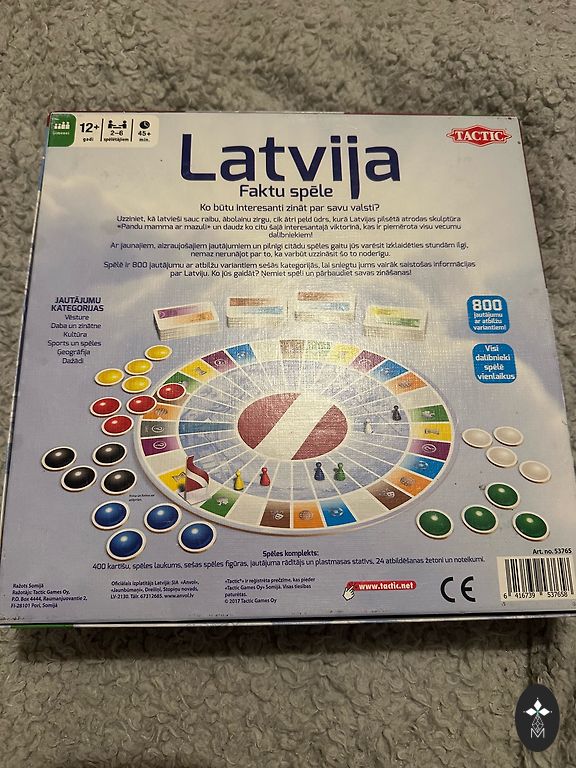 12+
gadi
2–6
spēlētājiem
45+
min.
TACTIC
Latvija
Faktu spēle
Ko būtu interesanti zināt par savu valsti?
Uzziniet, kā latvieši sauc raibu, ābolainu zirgu, cik ātri peld ūdrs, kurā Latvijas pilsētā atrodas skulptūra
«Pandu mamma ar mazuli» un daudz ko citu šajā interesantajā viktorīnā, kas ir piemērota visu vecumu
dalībniekiem!
Ar jaunajiem, aizraujošajiem jautājumiem un pilnīgi citādu spēles gaitu jūs varēsit izklaidēties stundām ilgi,
nemaz nerunājot par to, ka varbūt uzzināsit šo to noderīgu.
Spēlē ir 800 jautājumu ar atbilžu variantiem sešās kategorijās, lai sniegtu jums vairāk saistošas informācijas
par Latviju. Ko jūs gaidāt? Ņemiet spēli un pārbaudiet savas zināšanas!
JAUTĀJUMU
KATEGORIJAS
Vēsture
Daba un zinātne
Kultūra
Sports un spēles
Ģeogrāfija
Dažādi
800
jautājumu
ar atbilžu
variantiem!
Visi
dalībnieki
spēlē
vienlaikus
Spēles komplekts:
400 kartīšu, spēles laukums, sešas spēles figūras, jautājuma rādītājs un plastmasas statīvs, 24 atbildēšanas žetoni un noteikumi.
Art. no. 53765
Ražots Somijā
Ražotājs: Tactic Games Oy,
P.O. Box 4444, Raumanjuovantie 2,
FI-28101 Pori, Somijā
Oficiālais izplatītājs Latvijā: SIA «Anvol»,
«Jaunbūmaņi», Dreiliņi, Stopiņu novads,
LV-2130. Tālr. 67312685. www.anvol.lv
«Tactic» ir reģistrēta prečzīme, kas pieder
«Tactic Games Oy» Somijā. Visas tiesības
paturētas.
© 2017 Tactic Games Oy
www.tactic.net
CE
6 416739 537658
M